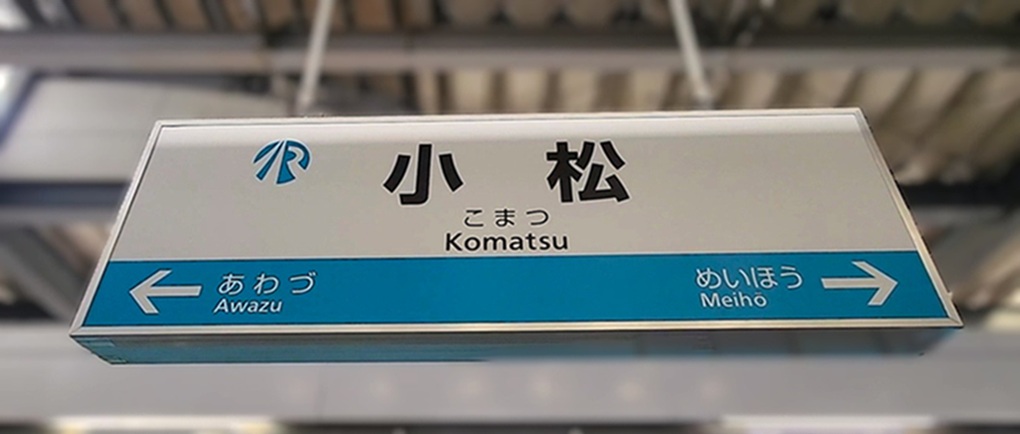 小松
こまつ
Komatsu
← あわづ
Awazu
めいほう →
Meihō